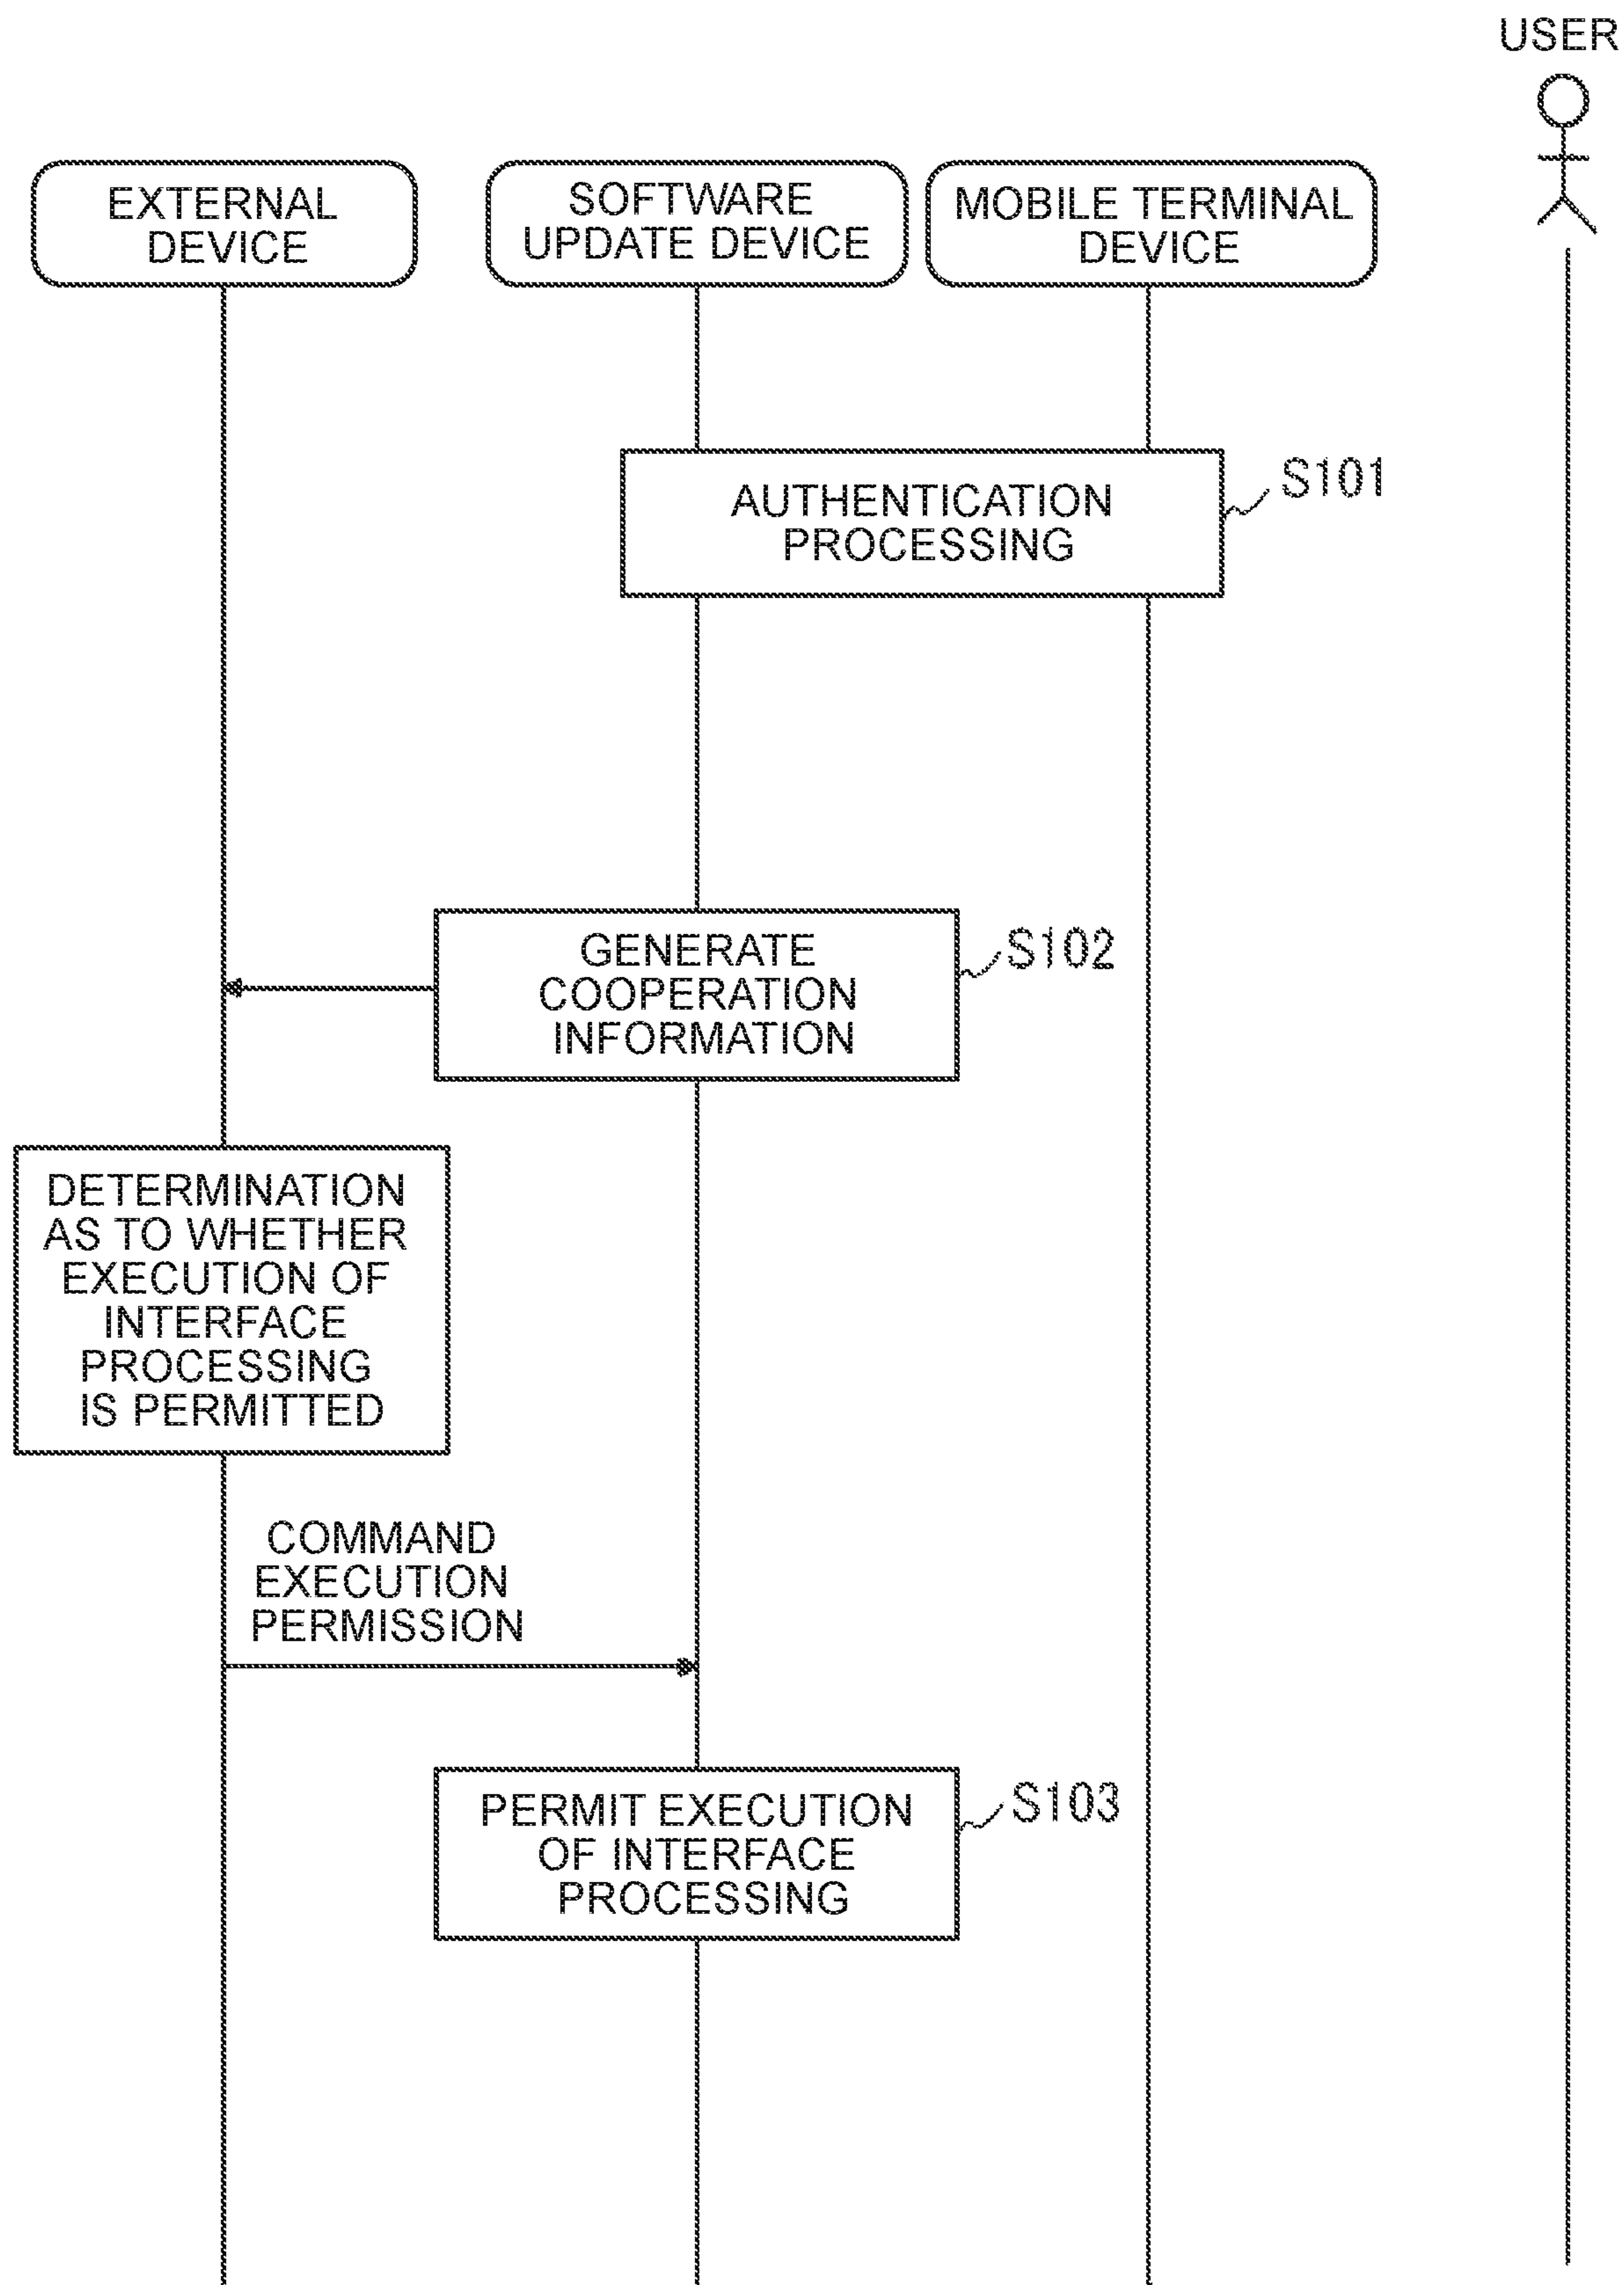 USER
EXTERNAL
DEVICE
SOFTWARE
UPDATE DEVICE
MOBILE TERMINAL
DEVICE
AUTHENTICATION
PROCESSING
S101
GENERATE
COOPERATION
INFORMATION
S102
DETERMINATION
AS TO WHETHER
EXECUTION OF
INTERFACE
PROCESSING
IS PERMITTED
COMMAND
EXECUTION
PERMISSION
PERMIT EXECUTION
OF INTERFACE
PROCESSING
S103